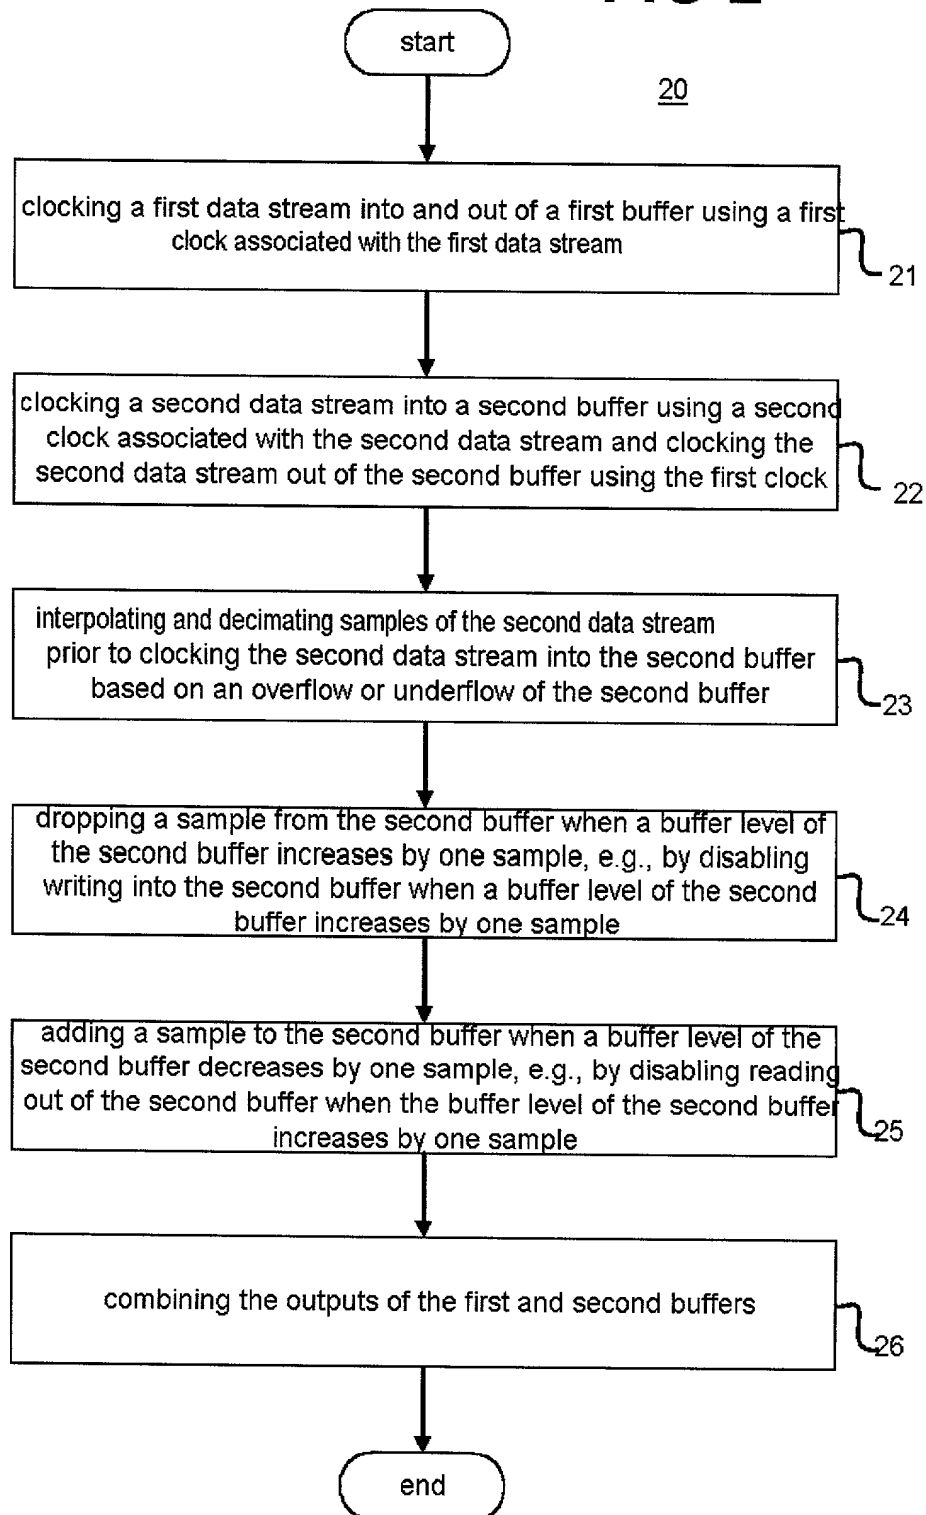 start
20
clocking a first data stream into and out of a first buffer using a first
clock associated with the first data stream
21
clocking a second data stream into a second buffer using a second
clock associated with the second data stream and clocking the
second data stream out of the second buffer using the first clock
22
interpolating and decimating samples of the second data stream
prior to clocking the second data stream into the second buffer
based on an overflow or underflow of the second buffer
23
dropping a sample from the second buffer when a buffer level of
the second buffer increases by one sample, e.g., by disabling
writing into the second buffer when a buffer level of the second
buffer increases by one sample
24
adding a sample to the second buffer when a buffer level of the
second buffer decreases by one sample, e.g., by disabling reading
out of the second buffer when the buffer level of the second buffer
increases by one sample
25
combining the outputs of the first and second buffers
26
end